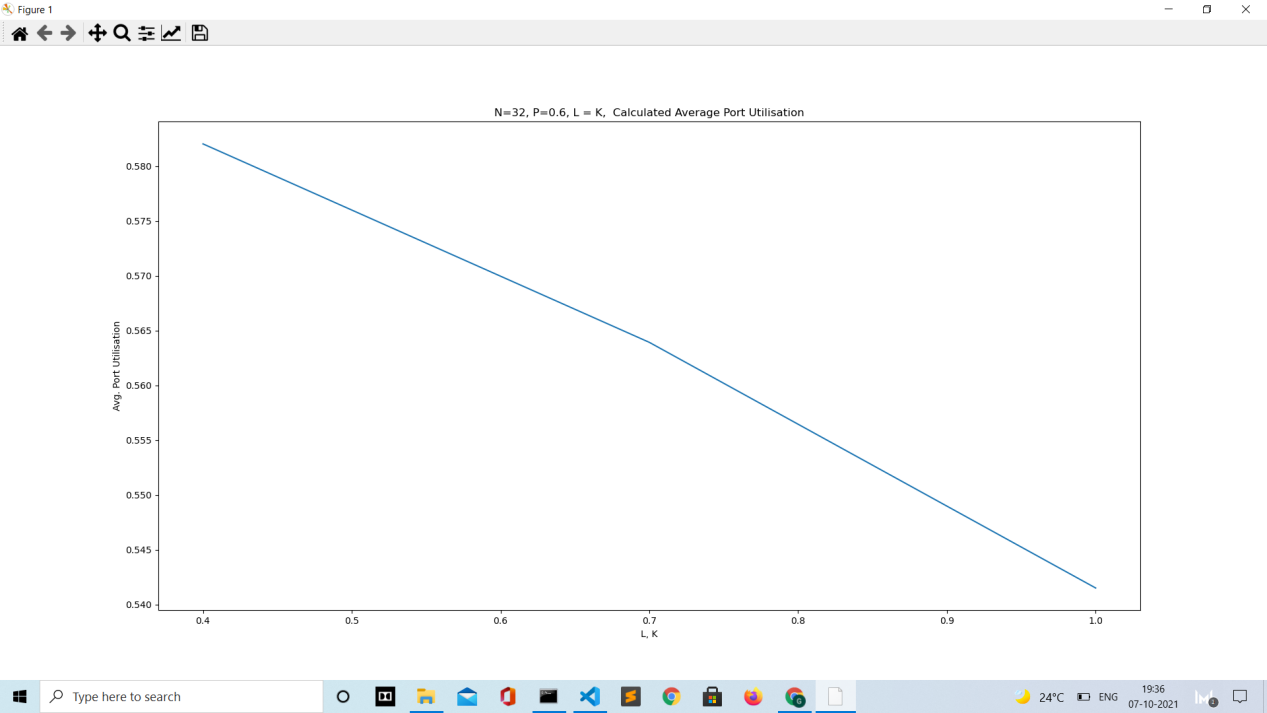 Figure 1
N=32, P=0.6, L = K,  Calculated Average Port Utilisation
Avg. Port Utilisation
0.580
0.575
0.570
0.565
0.560
0.555
0.550
0.545
0.540
0.4 0.5 0.6 0.7 0.8 0.9 1.0
L, K
Type here to search
24°C ENG 19:36
07-10-2021
1
G